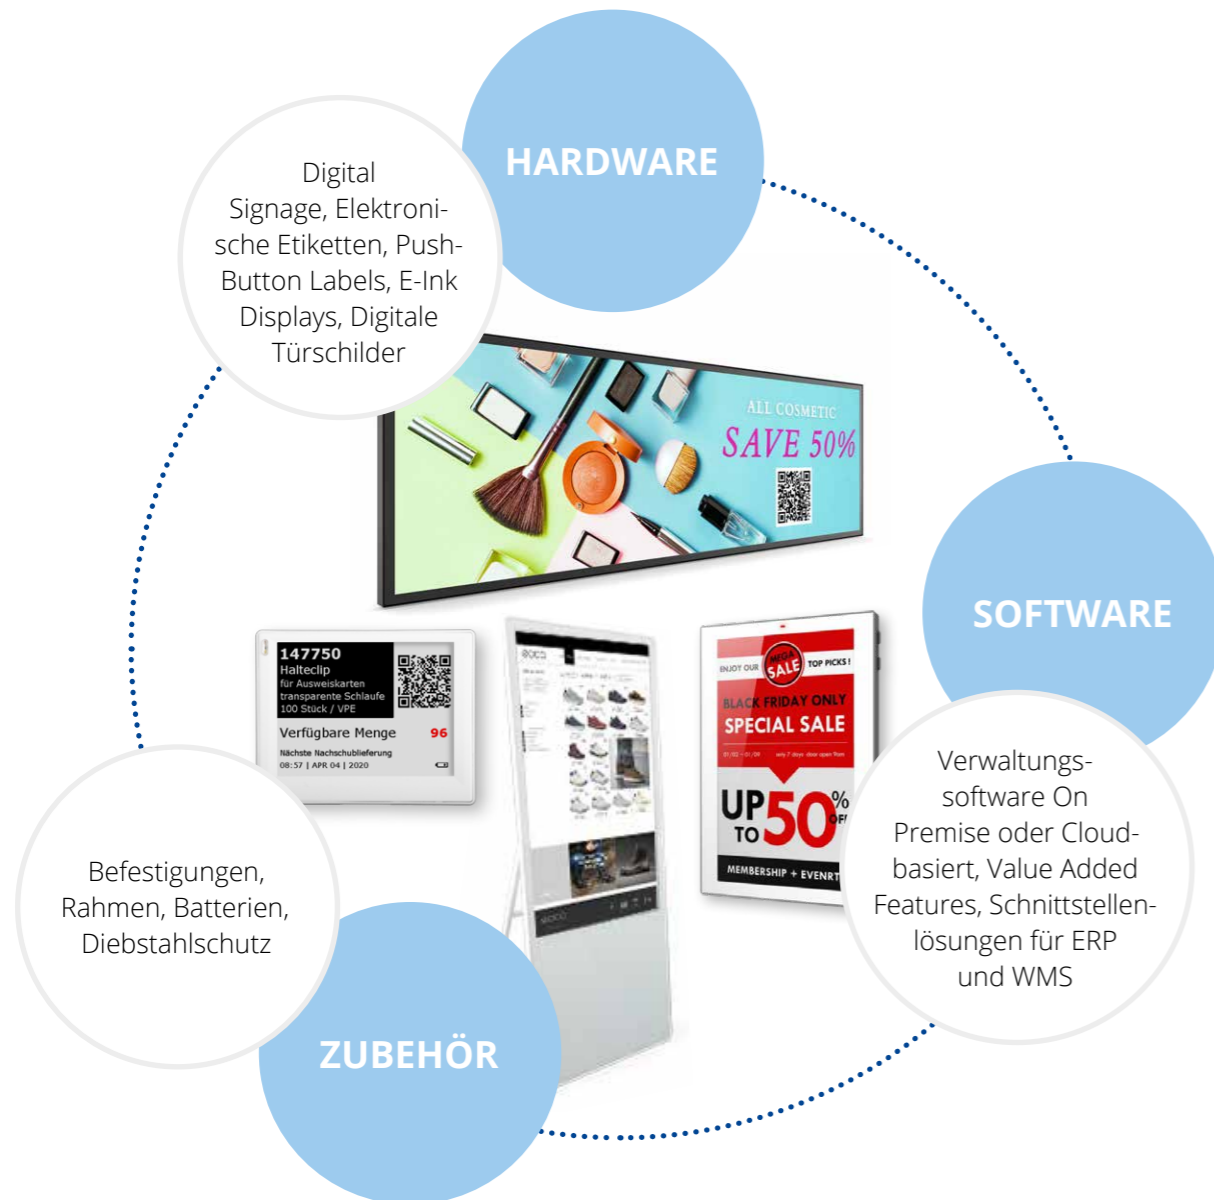 HARDWARE
Digital
Signage, Elektroni-
sche Etiketten, Push-
Button Labels, E-Ink
Displays, Digitale
Türschilder
ALL COSMETIC
SAVE 50%
SOFTWARE
Verwaltungs-
software On
Premise oder Cloud-
basiert, Value Added
Features, Schnittstellen-
lösungen für ERP
und WMS
147750
Halteclip
für Ausweiskarten
transparente Schlaufe
100 Stück / VPE
Verfügbare Menge 96
Nächste Nachschublieferung
08:57 | APR 04 | 2020
ENJOY OUR
MEGA
SALE
TOP PICKS !
BLACK FRIDAY ONLY
SPECIAL SALE
UP
TO
50%
MEMBERSHIP + EVENRT
Befestigungen,
Rahmen, Batterien,
Diebstahlschutz
ZUBEHÖR